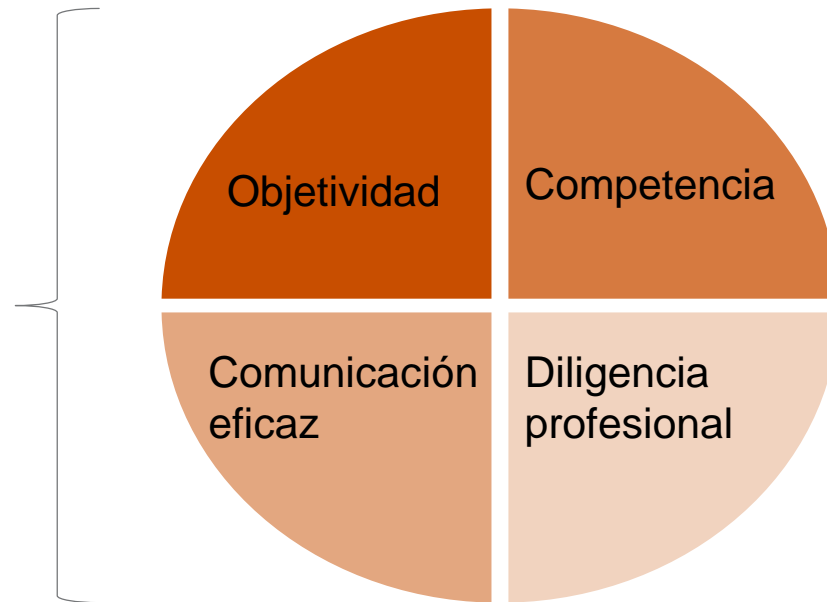 Objetividad
Competencia
Comunicación
eficaz
Diligencia
profesional